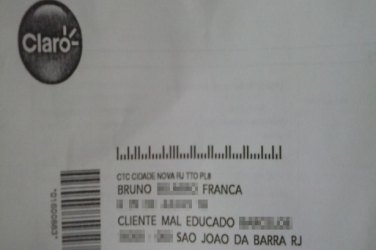 Claro
CTC CIDADE NOVA RJ TTO PL8
BRUNO FRANCA
CLIENTE MAL EDUCADO
SAO JOAO DA BARRA RJ